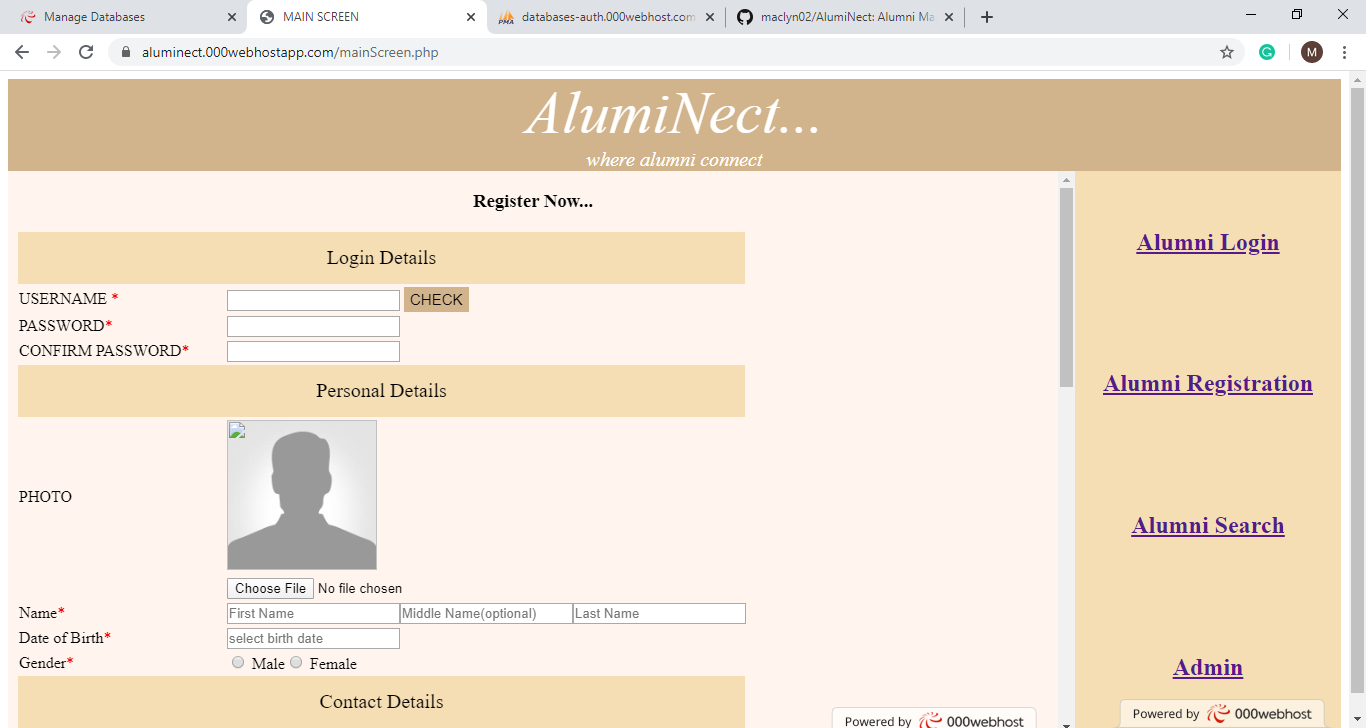 Manage Databases
MAIN SCREEN
databases-auth.000webhost.com
maclyn02/AlumiNect: Alumni Ma
aluminect.000webhostapp.com/mainScreen.php
M
AlumiNect...
where alumni connect
Register Now...
Login Details
USERNAME * CHECK
PASSWORD*
CONFIRM PASSWORD*
Personal Details
PHOTO
Choose File No file chosen
Name* First Name Middle Name(optional) Last Name
Date of Birth* select birth date
Gender* Male Female
Contact Details
Alumni Login
Alumni Registration
Alumni Search
Admin
Powered by 000webhost
Powered by 000webhost